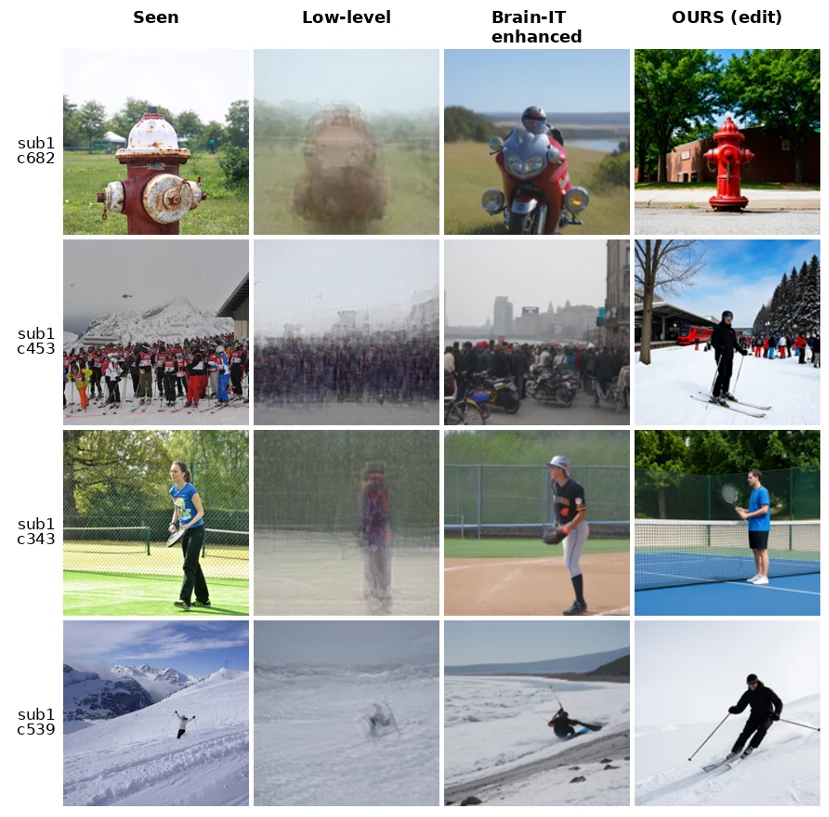 Seen
Low-level
Brain-IT
enhanced
OURS (edit)
sub1
c682
sub1
c453
sub1
c343
sub1
c539